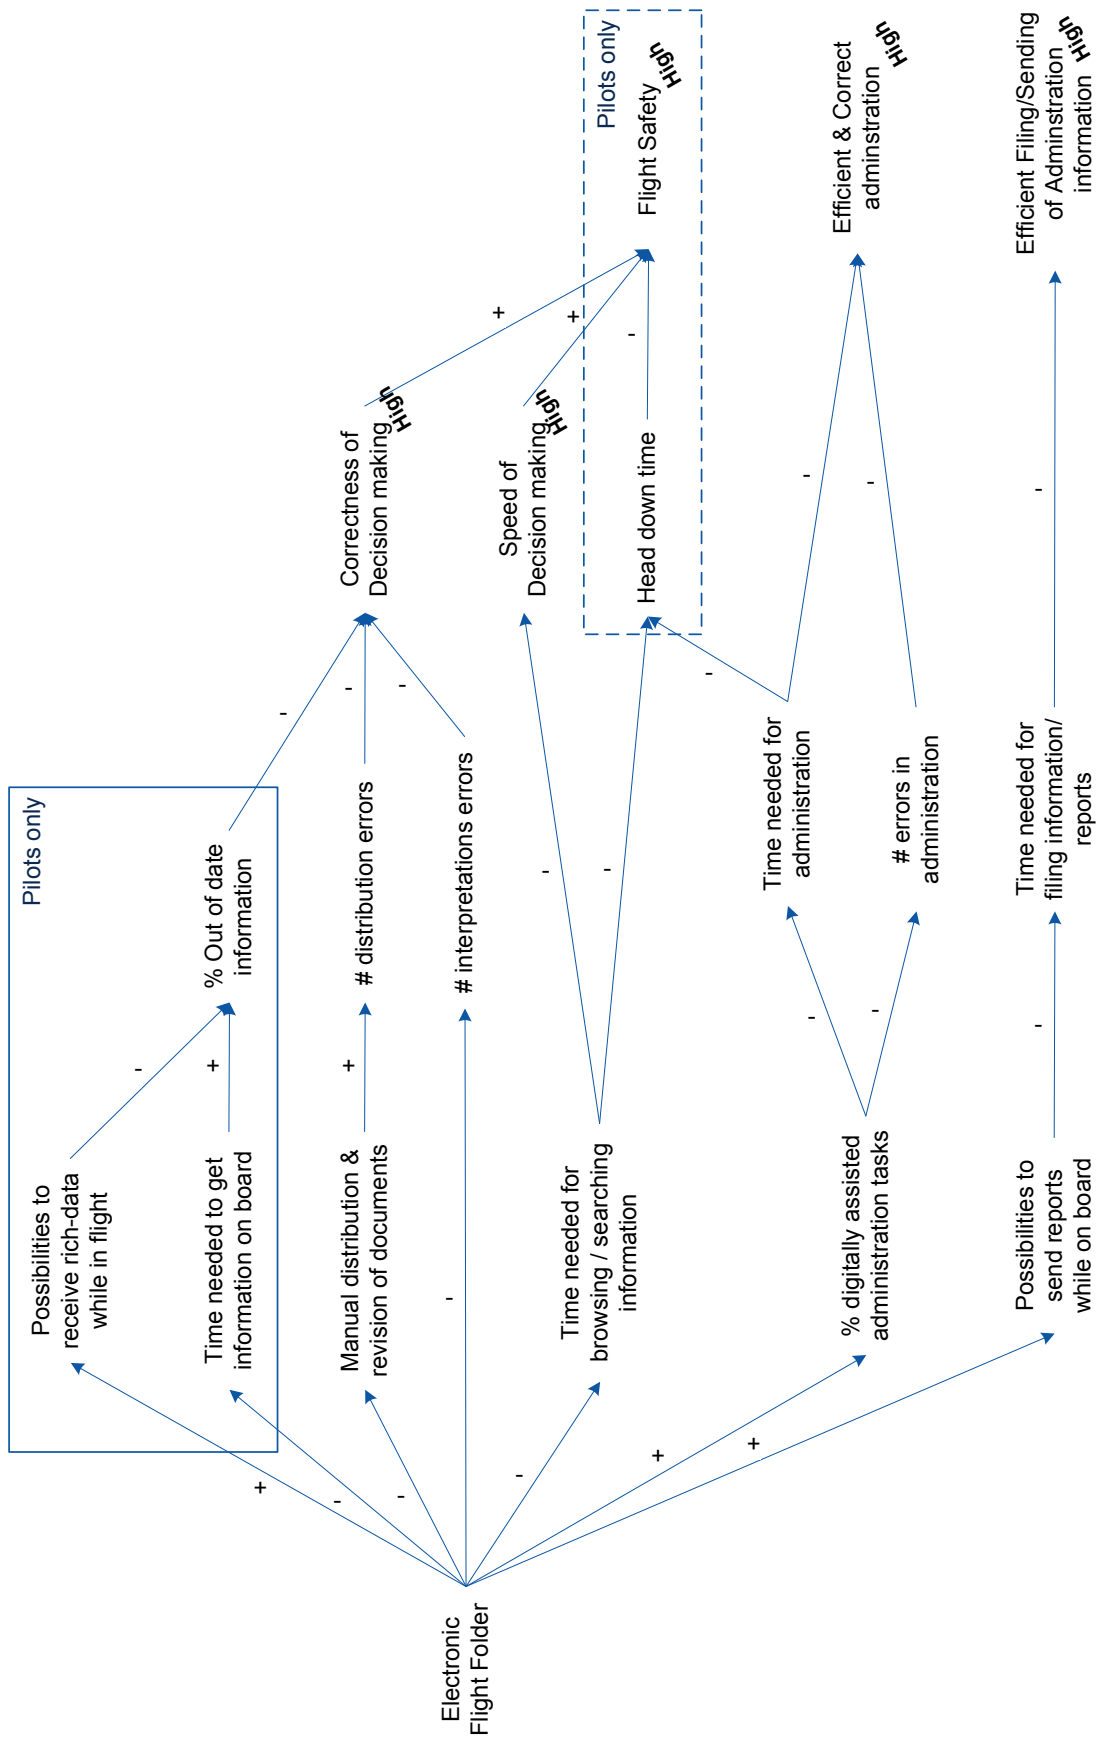 Electronic
Flight Folder
+
-
-
-
-
+
+
Pilots only
Possibilities to
receive rich-data
while in flight
Time needed to get
information on board
-
+
% Out of date
information
Manual distribution &
revision of documents
+
# distribution errors
# interpretations errors
Time needed for
browsing / searching
information
% digitally assisted
administration tasks
Possibilities to
send reports
while on board
-
-
-
-
-
-
-
-
Time needed for
administration
# errors in
administration
Time needed for
filing information/
reports
-
Correctness of
Decision making
High
Speed of
Decision making
High
Head down time
+
+
-
-
-
-
Pilots only
Flight Safety
High
Efficient & Correct
adminstration
High
Efficient Filing/Sending
of Adminstration
information
High